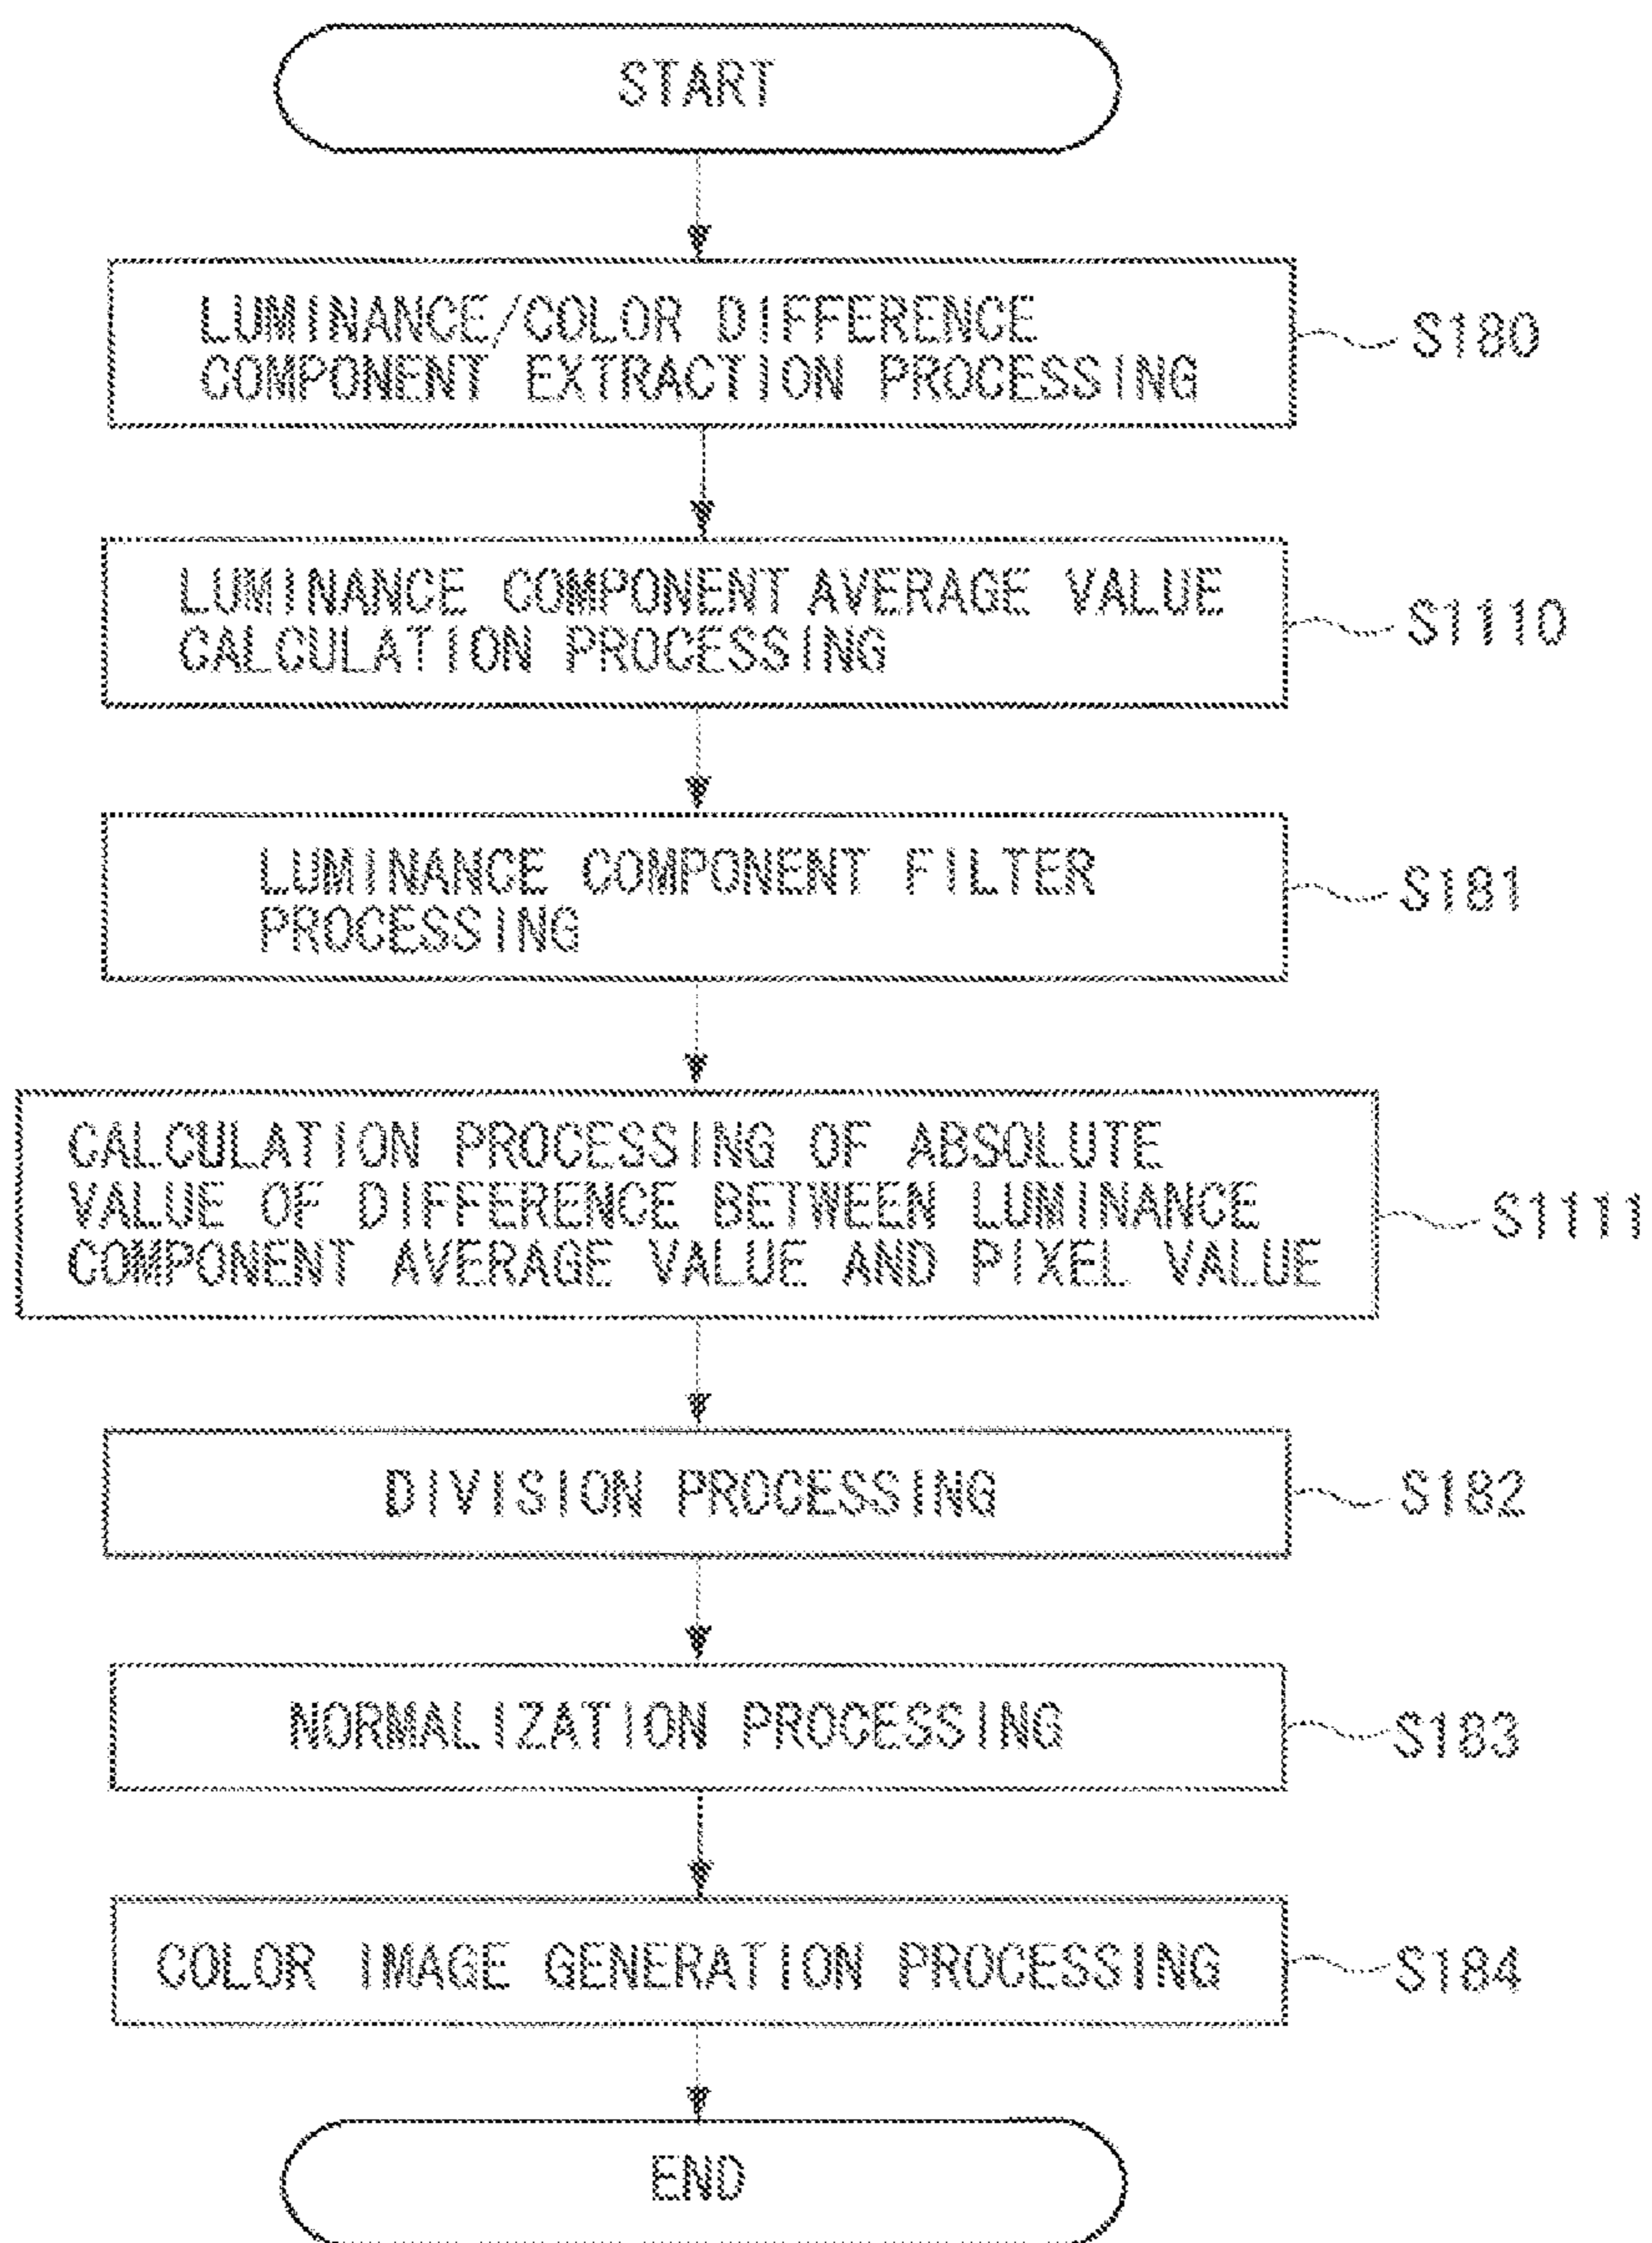 START
LUMINANCE/COLOR DIFFERENCE
COMPONENT EXTRACTION PROCESSING
S180
LUMINANCE COMPONENT AVERAGE VALUE
CALCULATION PROCESSING
S1110
LUMINANCE COMPONENT FILTER
PROCESSING
S181
CALCULATION PROCESSING OF ABSOLUTE
VALUE OF DIFFERENCE BETWEEN LUMINANCE
COMPONENT AVERAGE VALUE AND PIXEL VALUE
S1111
DIVISION PROCESSING
S182
NORMALIZATION PROCESSING
S183
COLOR IMAGE GENERATION PROCESSING
S184
END